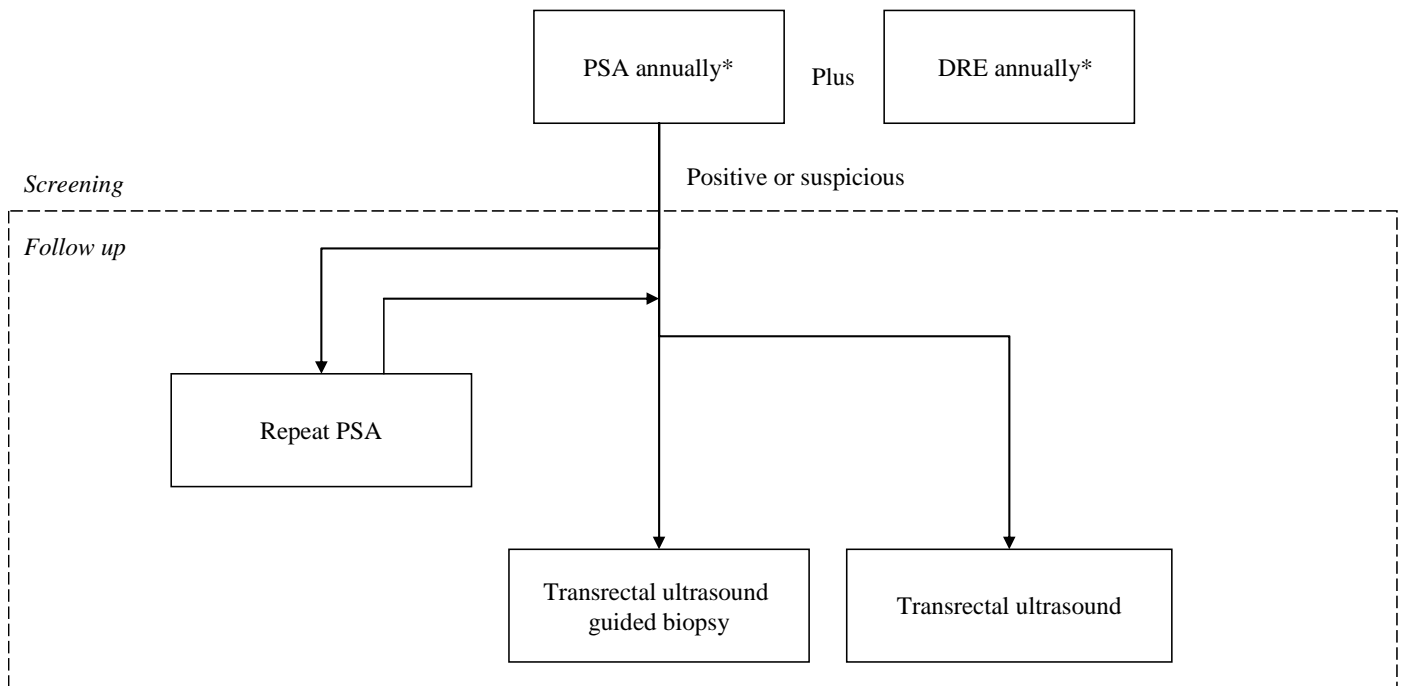 PSA annually*
Plus
DRE annually*
Positive or suspicious
Screening
Follow up
Repeat PSA
Transrectal ultrasound
guided biopsy
Transrectal ultrasound